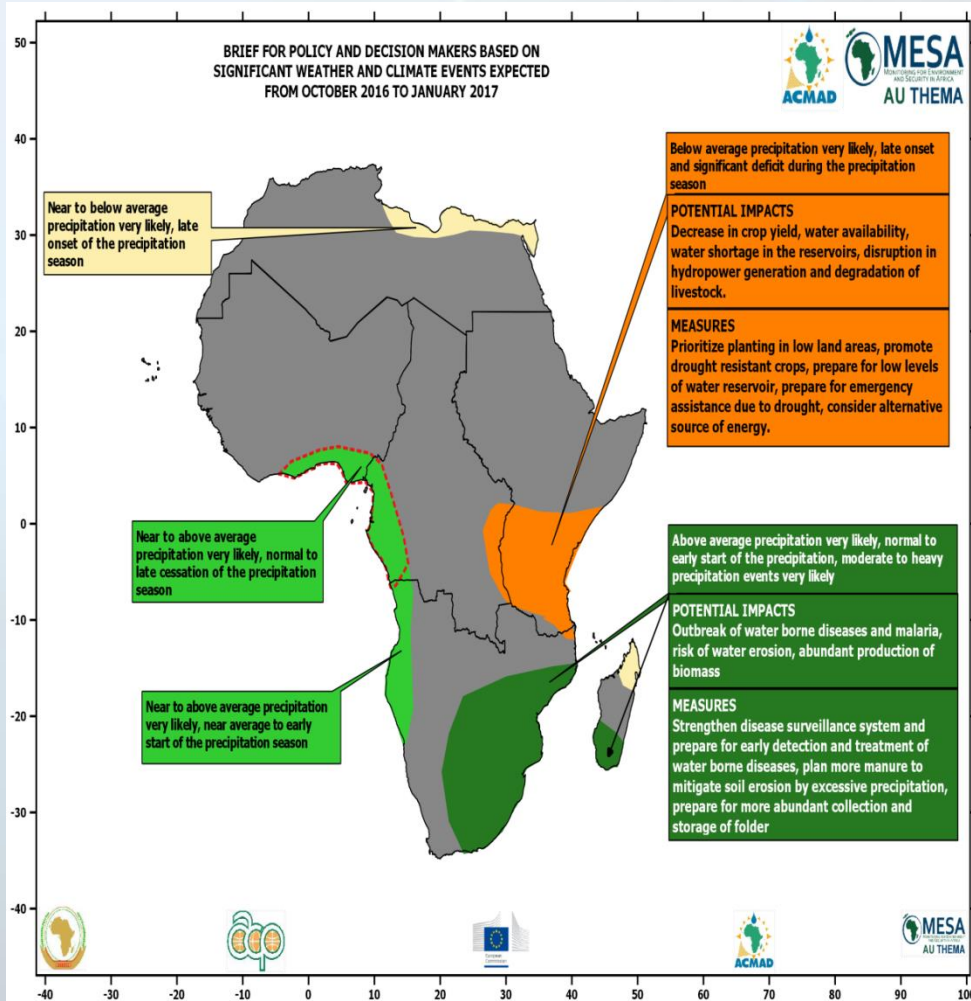 BRIEF FOR POLICY AND DECISION MAKERS BASED ON
SIGNIFICANT WEATHER AND CLIMATE EVENTS EXPECTED
FROM OCTOBER 2016 TO JANUARY 2017
ACMAD
MESA
MONITORING FOR ENVIRONMENT
AND SECURITY IN AFRICA
AU THEMA
50
40
30
20
10
0
-10
-20
-30
-40
Near to below average
precipitation very likely, late
onset of the precipitation
season
Below average precipitation very likely, late onset
and significant deficit during the precipitation
season
POTENTIAL IMPACTS
Decrease in crop yield, water availability,
water shortage in the reservoirs, disruption in
hydropower generation and degradation of
livestock.
MEASURES
Prioritize planting in low land areas, promote
drought resistant crops, prepare for low levels
of water reservoir, prepare for emergency
assistance due to drought, consider alternative
source of energy.
Near to above average
precipitation very likely, normal to
late cessation of the precipitation
season
Above average precipitation very likely, normal to
early start of the precipitation, moderate to heavy
precipitation events very likely
POTENTIAL IMPACTS
Outbreak of water borne diseases and malaria,
risk of water erosion, abundant production of
biomass
MEASURES
Strengthen disease surveillance system and
prepare for early detection and treatment of
water borne diseases, plan more manure to
mitigate soil erosion by excessive precipitation,
prepare for more abundant collection and
storage of folder
Near to above average precipitation
very likely, near average to early
start of the precipitation season
acp
European
Commission
ACMAD
MESA
AU THEMA
-40 -30 -20 -10 0 10 20 30 40 50 60 70 80 90 100